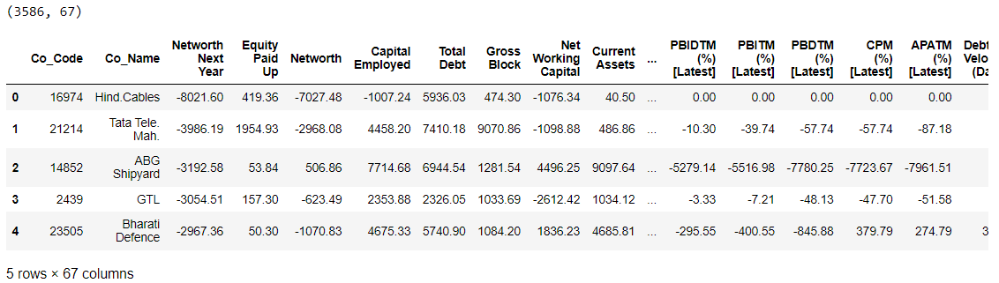 (3586, 67)
Co_Code Co_Name Networth Next Year Equity Paid Up Networth Capital Employed Total Debt Gross Block Net Working Capital Current Assets ... PBIDTM (%) [Latest] PBITM (%) [Latest] PBDTM (%) [Latest] CPM (%) [Latest] APATM (%) [Latest]
0 16974 Hind.Cables -8021.60 419.36 -7027.48 -1007.24 5936.03 474.30 -1076.34 40.50 ... 0.00 0.00 0.00 0.00 0.00
1 21214 Tata Tele. Mah. -3986.19 1954.93 -2968.08 4458.20 7410.18 9070.86 -1098.88 486.86 ... -10.30 -39.74 -57.74 -57.74 -87.18
2 14852 ABG Shipyard -3192.58 53.84 506.86 7714.68 6944.54 1281.54 4496.25 9097.64 ... -5279.14 -5516.98 -7780.25 -7723.67 -7961.51
3 2439 GTL -3054.51 157.30 -623.49 2353.88 2326.05 1033.69 -2612.42 1034.12 ... -3.33 -7.21 -48.13 -47.70 -51.58
4 23505 Bharati Defence -2967.36 50.30 -1070.83 4675.33 5740.90 1084.20 1836.23 4685.81 ... -295.55 -400.55 -845.88 379.79 274.79
5 rows × 67 columns